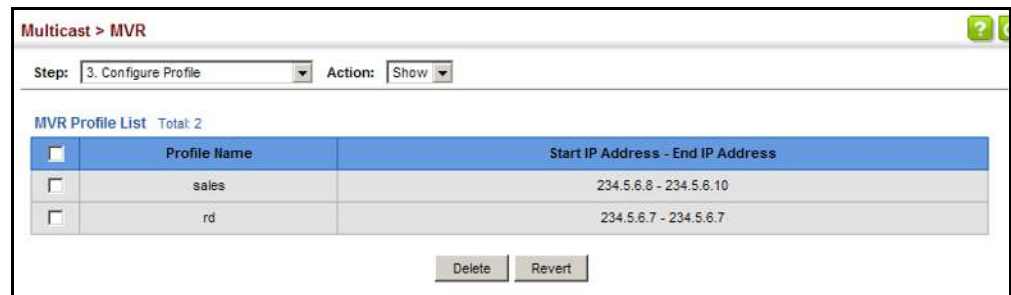 Multicast > MVR
?
Step: 3. Configure Profile Action: Show
MVR Profile List Total: 2
Profile Name Start IP Address - End IP Address
sales 234.5.6.8 - 234.5.6.10
rd 234.5.6.7 - 234.5.6.7
Delete Revert